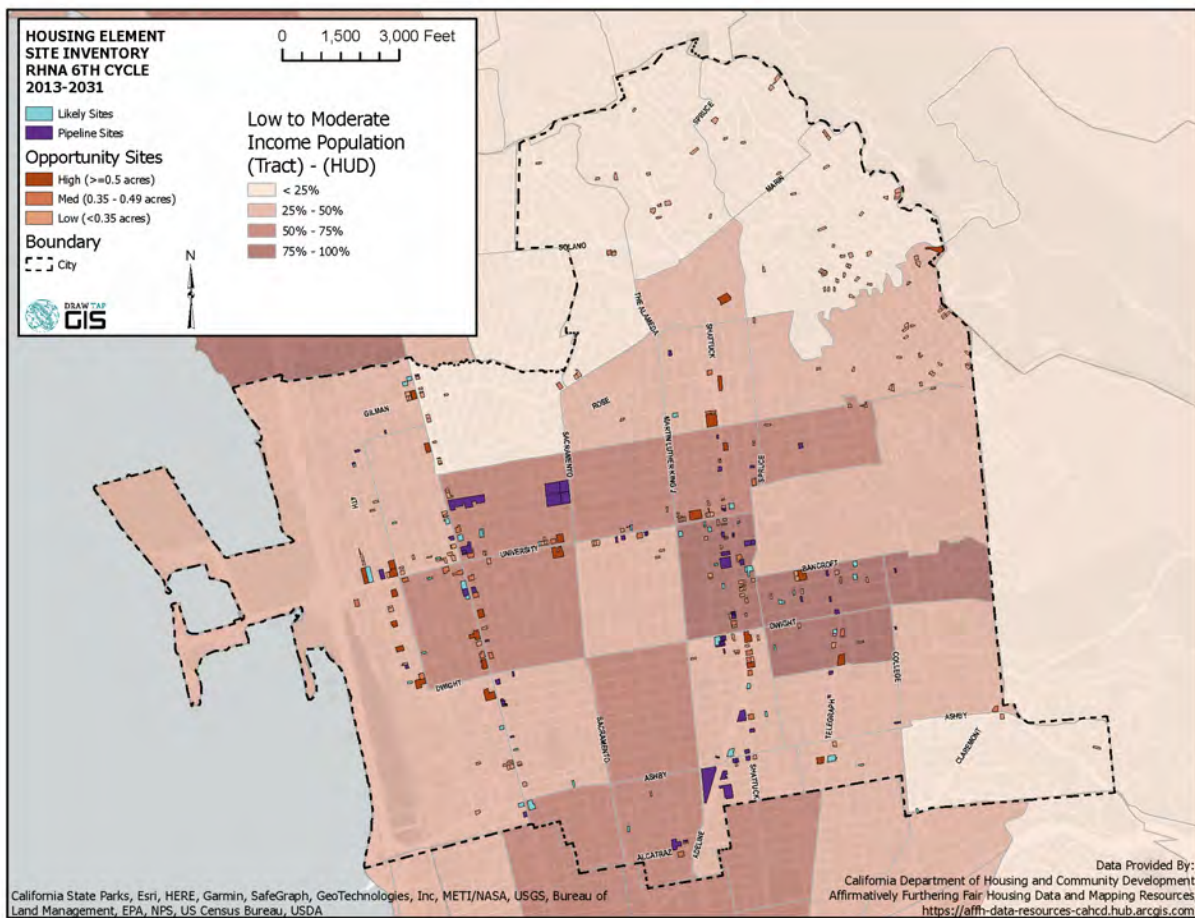 HOUSING ELEMENT
SITE INVENTORY
RHNA 6TH CYCLE
2013-2031
Likely Sites
Pipeline Sites
Opportunity Sites
High (>=0.5 acres)
Med (0.35 - 0.49 acres)
Low (<0.35 acres)
Boundary
City
DRAW TAP
GIS
N
0 1,500 3,000 Feet
Low to Moderate
Income Population
(Tract) - (HUD)
< 25%
25% - 50%
50% - 75%
75% - 100%
SPRUCE
MARIN
SOLANO
THE ALAMEDA
SHATTUCK
GILMAN
ROSE
SACRAMENTO
MARTIN LUTHER KING J
SPRUCE
6TH
UNIVERSITY
BANCROFT
DWIGHT
DWIGHT
COLLEGE
SACRAMENTO
TELEGRAPH
ASHBY
CLAREMONT
ASHBY
SHATTUCK
ADELINE
ALCATRAZ
California State Parks, Esri, HERE, Garmin, SafeGraph, GeoTechnologies, Inc, METI/NASA, USGS, Bureau of
Land Management, EPA, NPS, US Census Bureau, USDA
Data Provided By:
California Department of Housing and Community Development
Affirmatively Furthering Fair Housing Data and Mapping Resources
https://affh-data-resources-cahcd.hub.arcgis.com